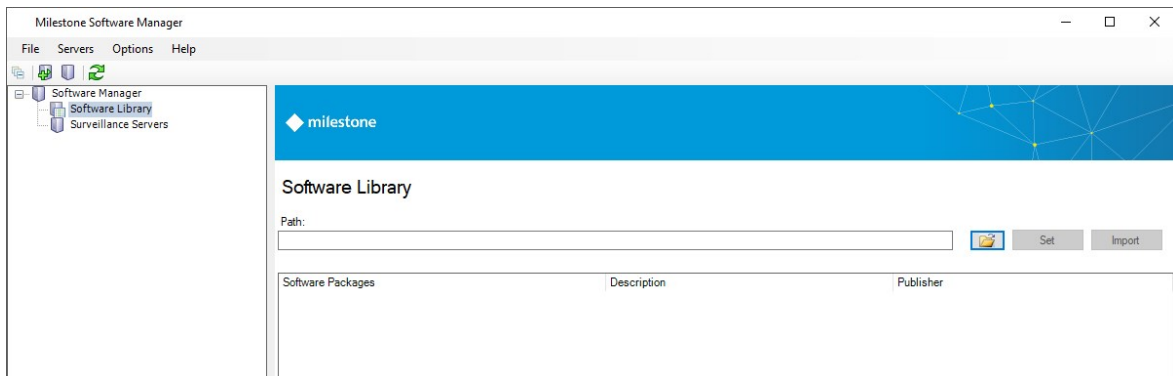 Milestone Software Manager
File Servers Options Help
Software Manager
Software Library
Surveillance Servers
milestone
Software Library
Path:
Set Import
Software Packages Description Publisher